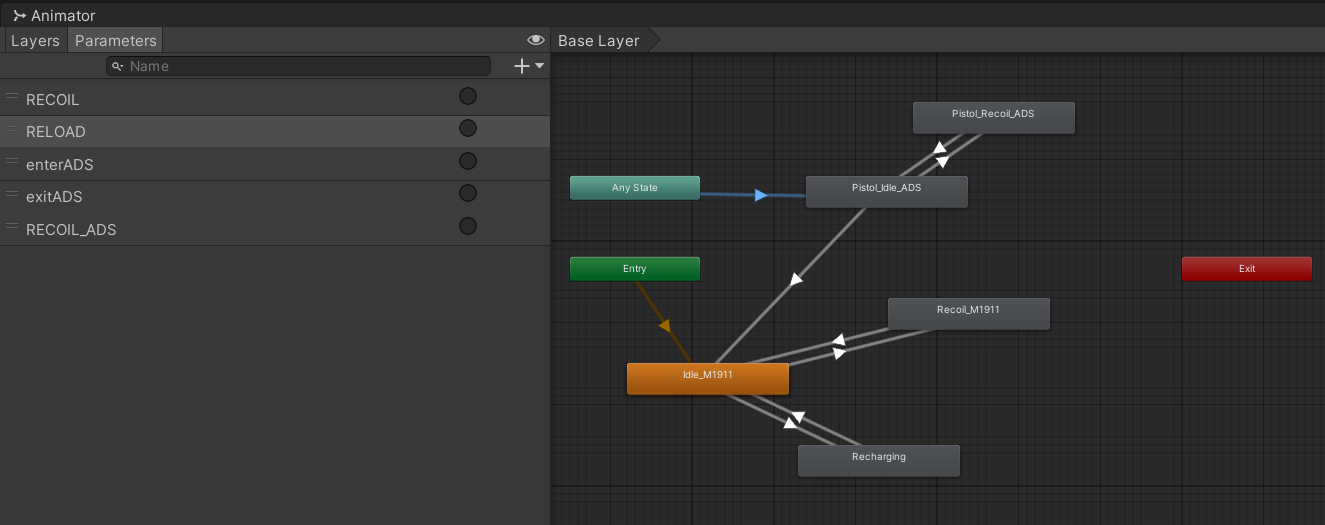 Animator
Layers Parameters
Name
RECOIL
RELOAD
enterADS
exitADS
RECOIL_ADS
Base Layer
Pistol_Recoil_ADS
Any State
Pistol_Idle_ADS
Entry
Exit
Recoil_M1911
Idle_M1911
Recharging